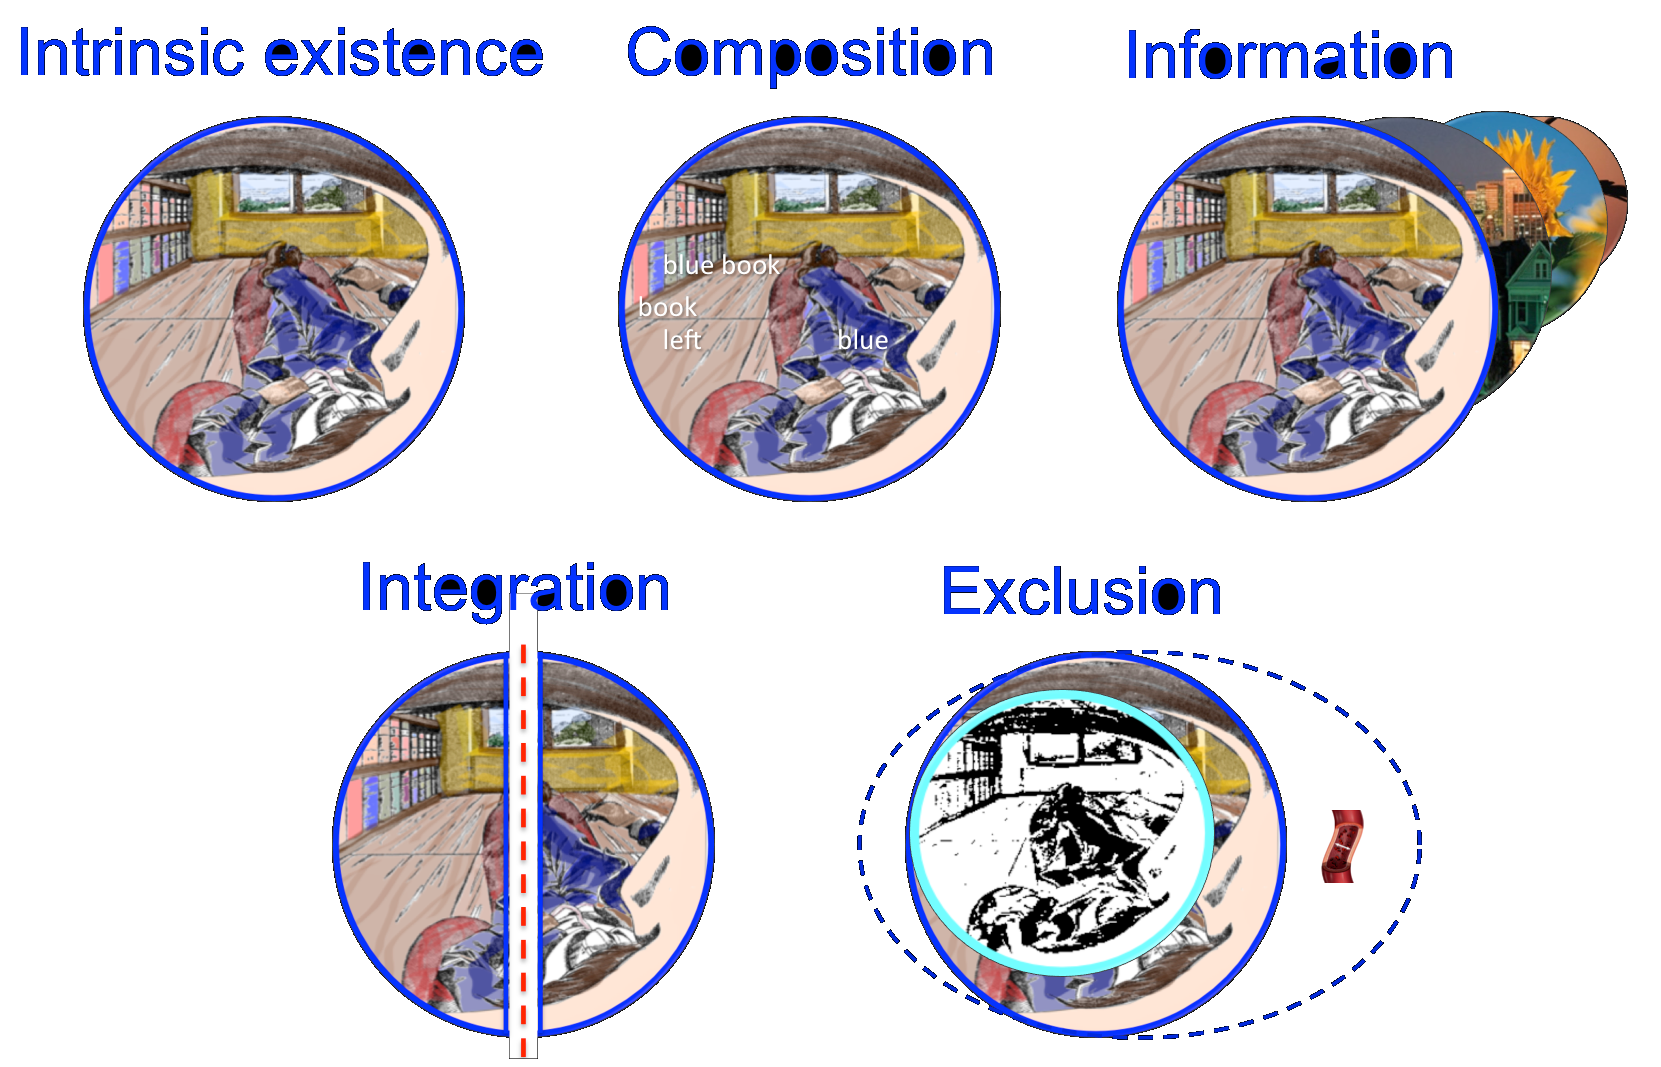 Intrinsic existence
Composition
Information
blue book
book
left
blue
Integration
Exclusion